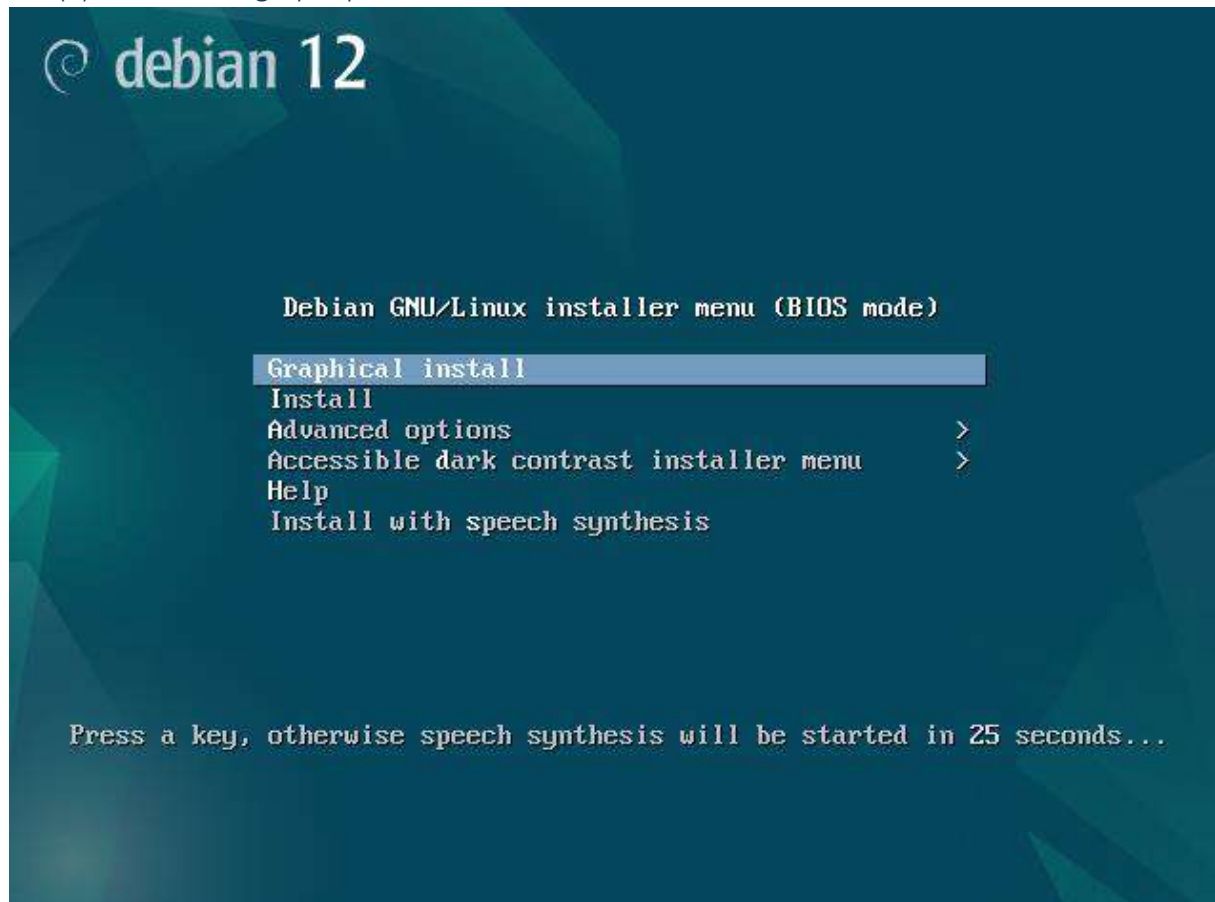 debian 12
Debian GNU/Linux installer menu (BIOS mode)
Graphical install
Install
Advanced options >
Accessible dark contrast installer menu >
Help
Install with speech synthesis
Press a key, otherwise speech synthesis will be started in 25 seconds...